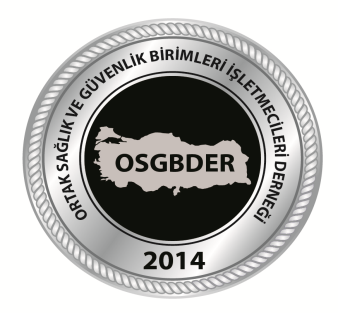 ORTAK SAĞLIK VE GÜVENLİK BİRİMLERİ İŞLETMECİLERİ DERNEĞİ
OSGBDER
2014